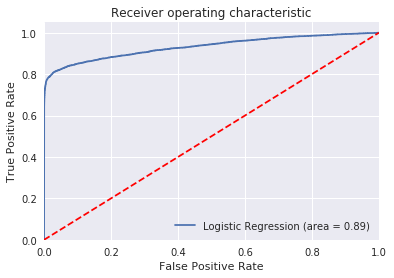 Receiver operating characteristic
True Positive Rate
1.0
0.8
0.6
0.4
0.2
0.0
Logistic Regression (area = 0.89)
0.0 0.2 0.4 0.6 0.8 1.0
False Positive Rate